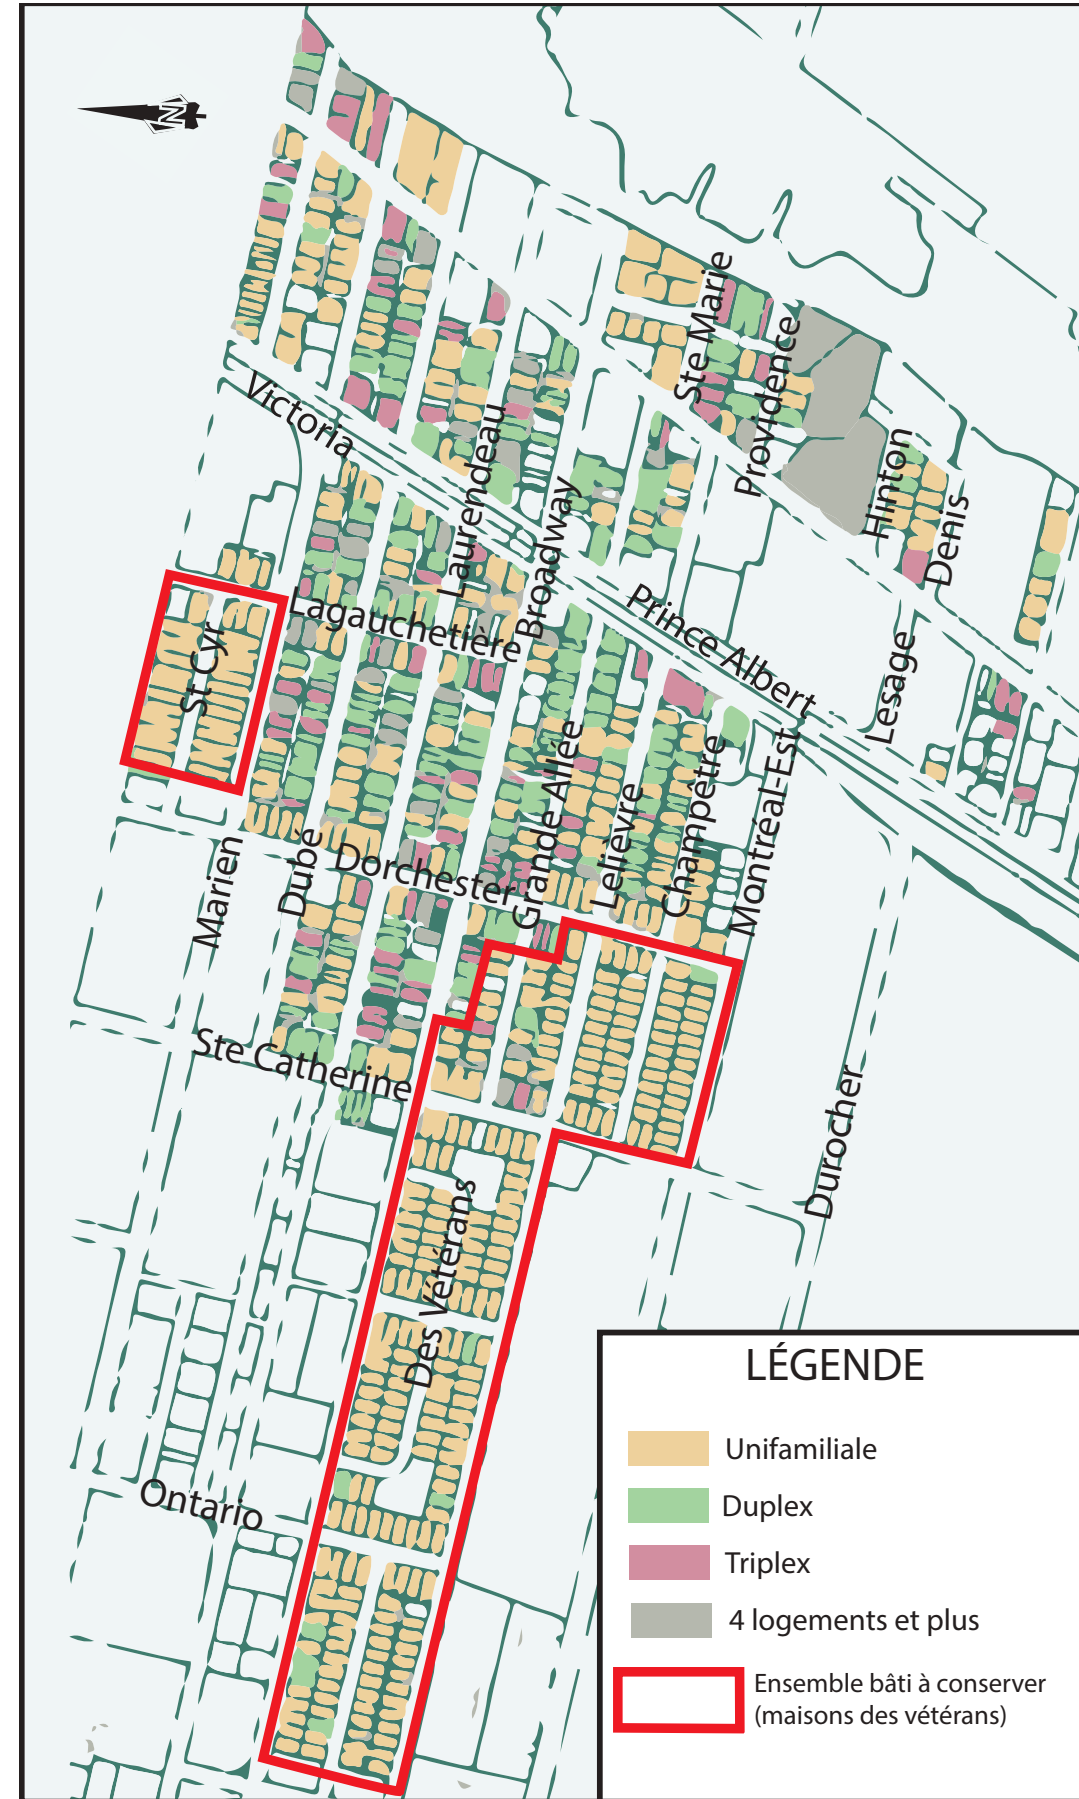 N
Ste Marie
Providence
Victoria
Laurendeau
Hinton
Broadway
Denis
Prince Albert
Lagauchetière
St Cyr
Lesage
Grande Allée
Lelièvre
Champêtre
Montréal-Est
Marien
Dubé
Dorchester
Ste Catherine
Durocher
Des Vétérans
Ontario
LÉGENDE
Unifamiliale
Duplex
Triplex
4 logements et plus
Ensemble bâti à conserver
(maisons des vétérans)